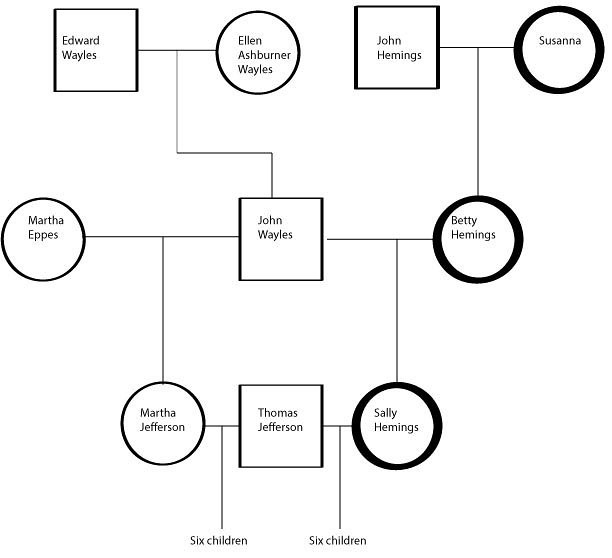 Edward
Wayles
Ellen
Ashburner
Wayles
John
Hemings
Susanna
Martha
Eppes
John
Wayles
Betty
Hemings
Martha
Jefferson
Thomas
Jefferson
Sally
Hemings
Six children
Six children